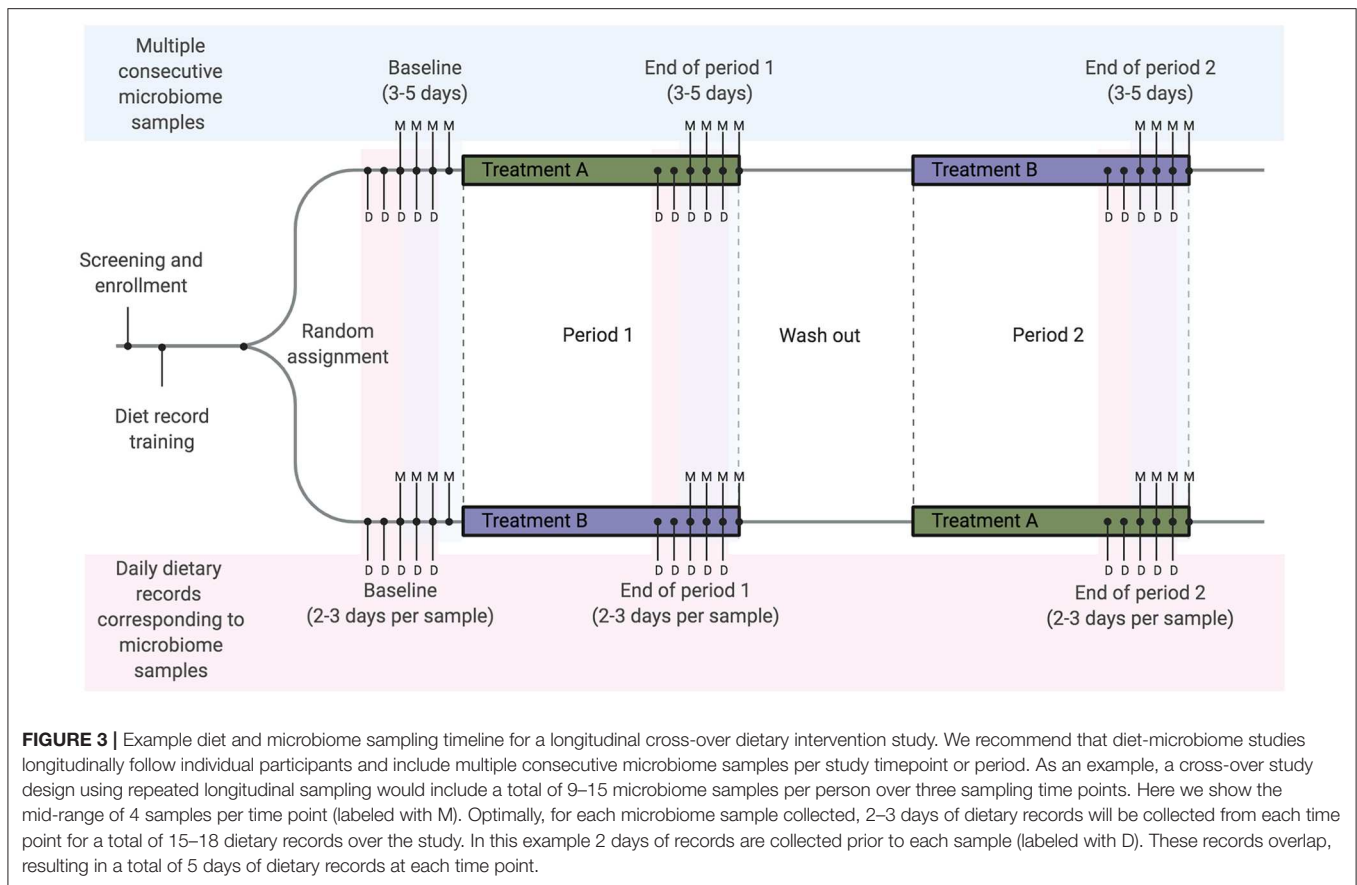 Multiple
consecutive
microbiome
samples
Baseline
(3-5 days)
End of period 1
(3-5 days)
End of period 2
(3-5 days)
M M M M
M M M M
M M M M
Treatment A
Treatment B
D D D D D
D D D D D
D D D D D
Screening and
enrollment
Random
assignment
Diet record
training
Period 1
Wash out
Period 2
M M M M
M M M M
M M M M
Treatment B
Treatment A
D D D D D
D D D D D
D D D D D
Daily dietary
records
corresponding to
microbiome
samples
Baseline
(2-3 days per sample)
End of period 1
(2-3 days per sample)
End of period 2
(2-3 days per sample)
FIGURE 3 | Example diet and microbiome sampling timeline for a longitudinal cross-over dietary intervention study. We recommend that diet-microbiome studies
longitudinally follow individual participants and include multiple consecutive microbiome samples per study timepoint or period. As an example, a cross-over study
design using repeated longitudinal sampling would include a total of 9–15 microbiome samples per person over three sampling time points. Here we show the
mid-range of 4 samples per time point (labeled with M). Optimally, for each microbiome sample collected, 2–3 days of dietary records will be collected from each time
point for a total of 15–18 dietary records over the study. In this example 2 days of records are collected prior to each sample (labeled with D). These records overlap,
resulting in a total of 5 days of dietary records at each time point.